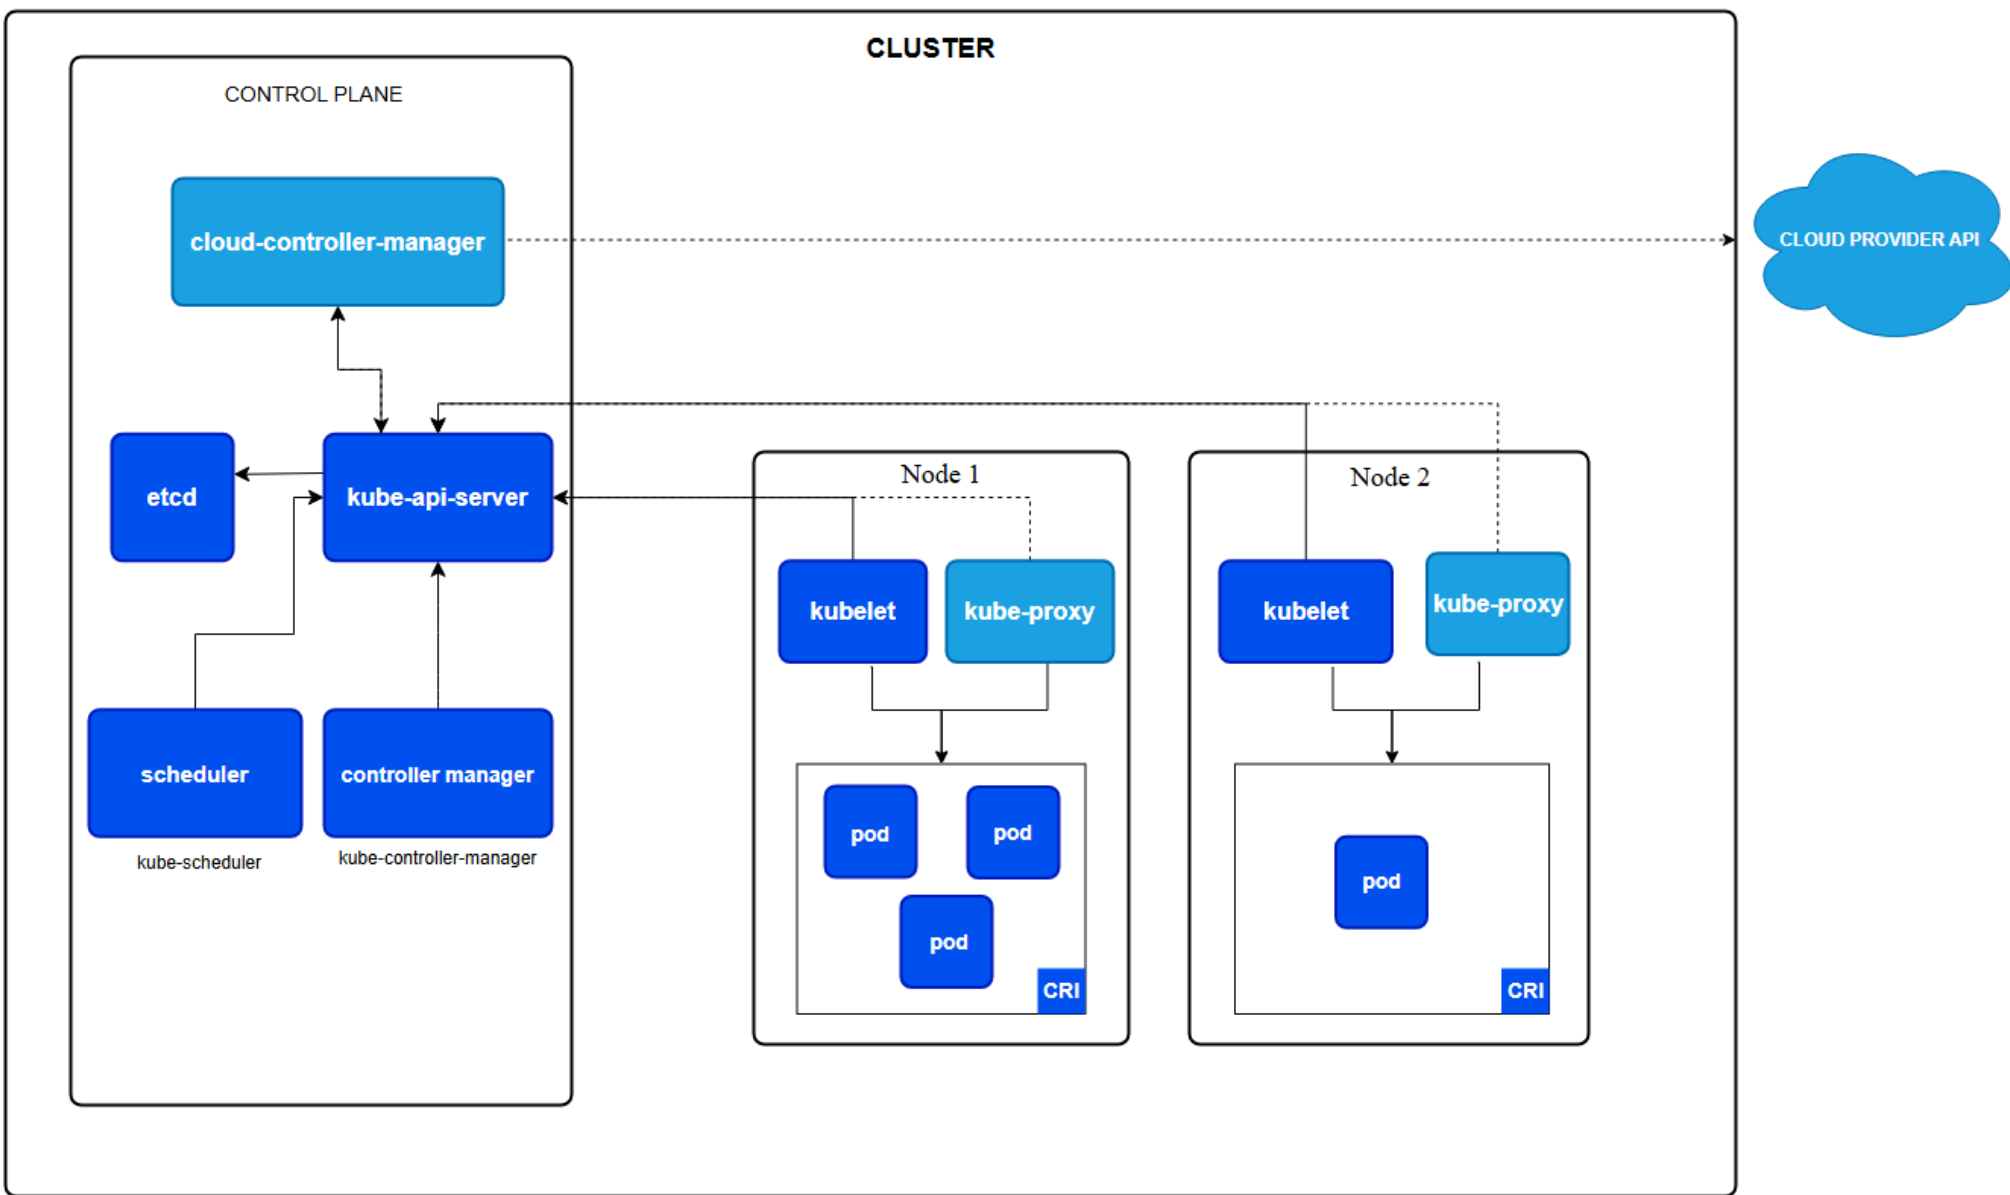 CLUSTER
CONTROL PLANE
cloud-controller-manager
CLOUD PROVIDER API
etcd
kube-api-server
scheduler
controller manager
kube-scheduler
kube-controller-manager
Node 1
kubelet
kube-proxy
pod
pod
pod
CRI
Node 2
kubelet
kube-proxy
pod
CRI